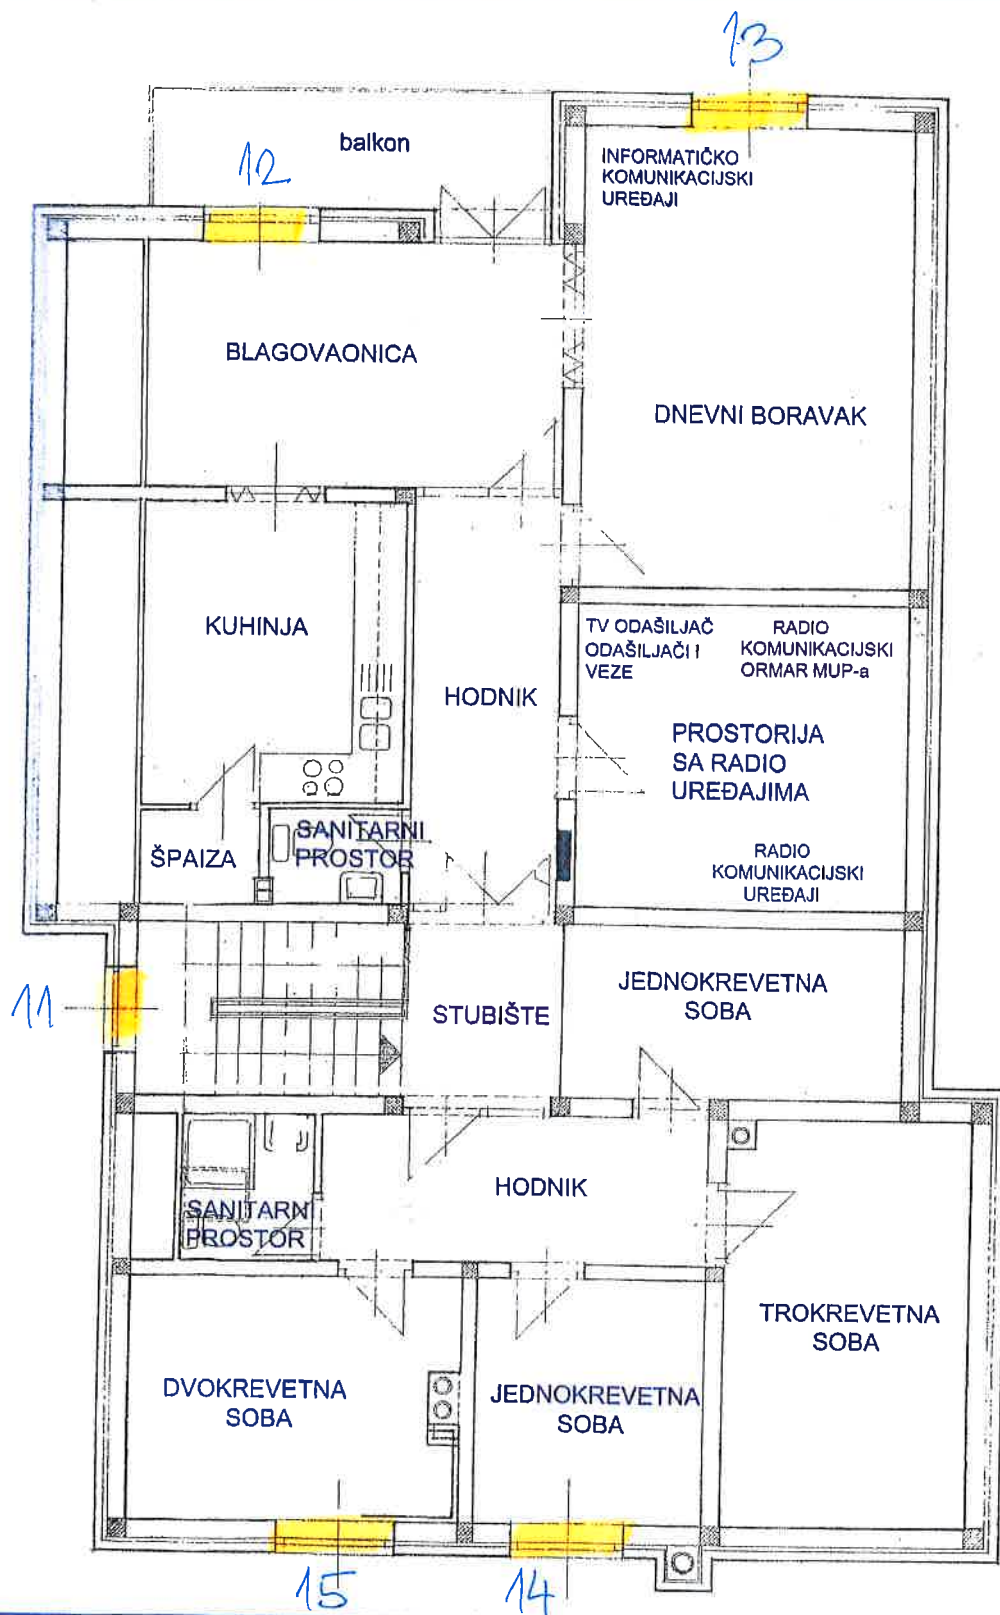 13
balkon
12
INFORMATIČKO
KOMUNIKACIJSKI
UREĐAJI
BLAGOVAONICA
DNEVNI BORAVAK
KUHINJA
TV ODAŠILJAČ
ODAŠILJAČI I
VEZE
RADIO
KOMUNIKACIJSKI
ORMAR MUP-a
HODNIK
PROSTORIJA
SA RADIO
UREĐAJIMA
SANITARNI
PROSTOR
ŠPAIZA
RADIO
KOMUNIKACIJSKI
UREĐAJI
11
STUBIŠTE
JEDNOKREVETNA
SOBA
HODNIK
SANITARNI
PROSTOR
TROKREVETNA
SOBA
DVOKREVETNA
SOBA
JEDNOKREVETNA
SOBA
15
14